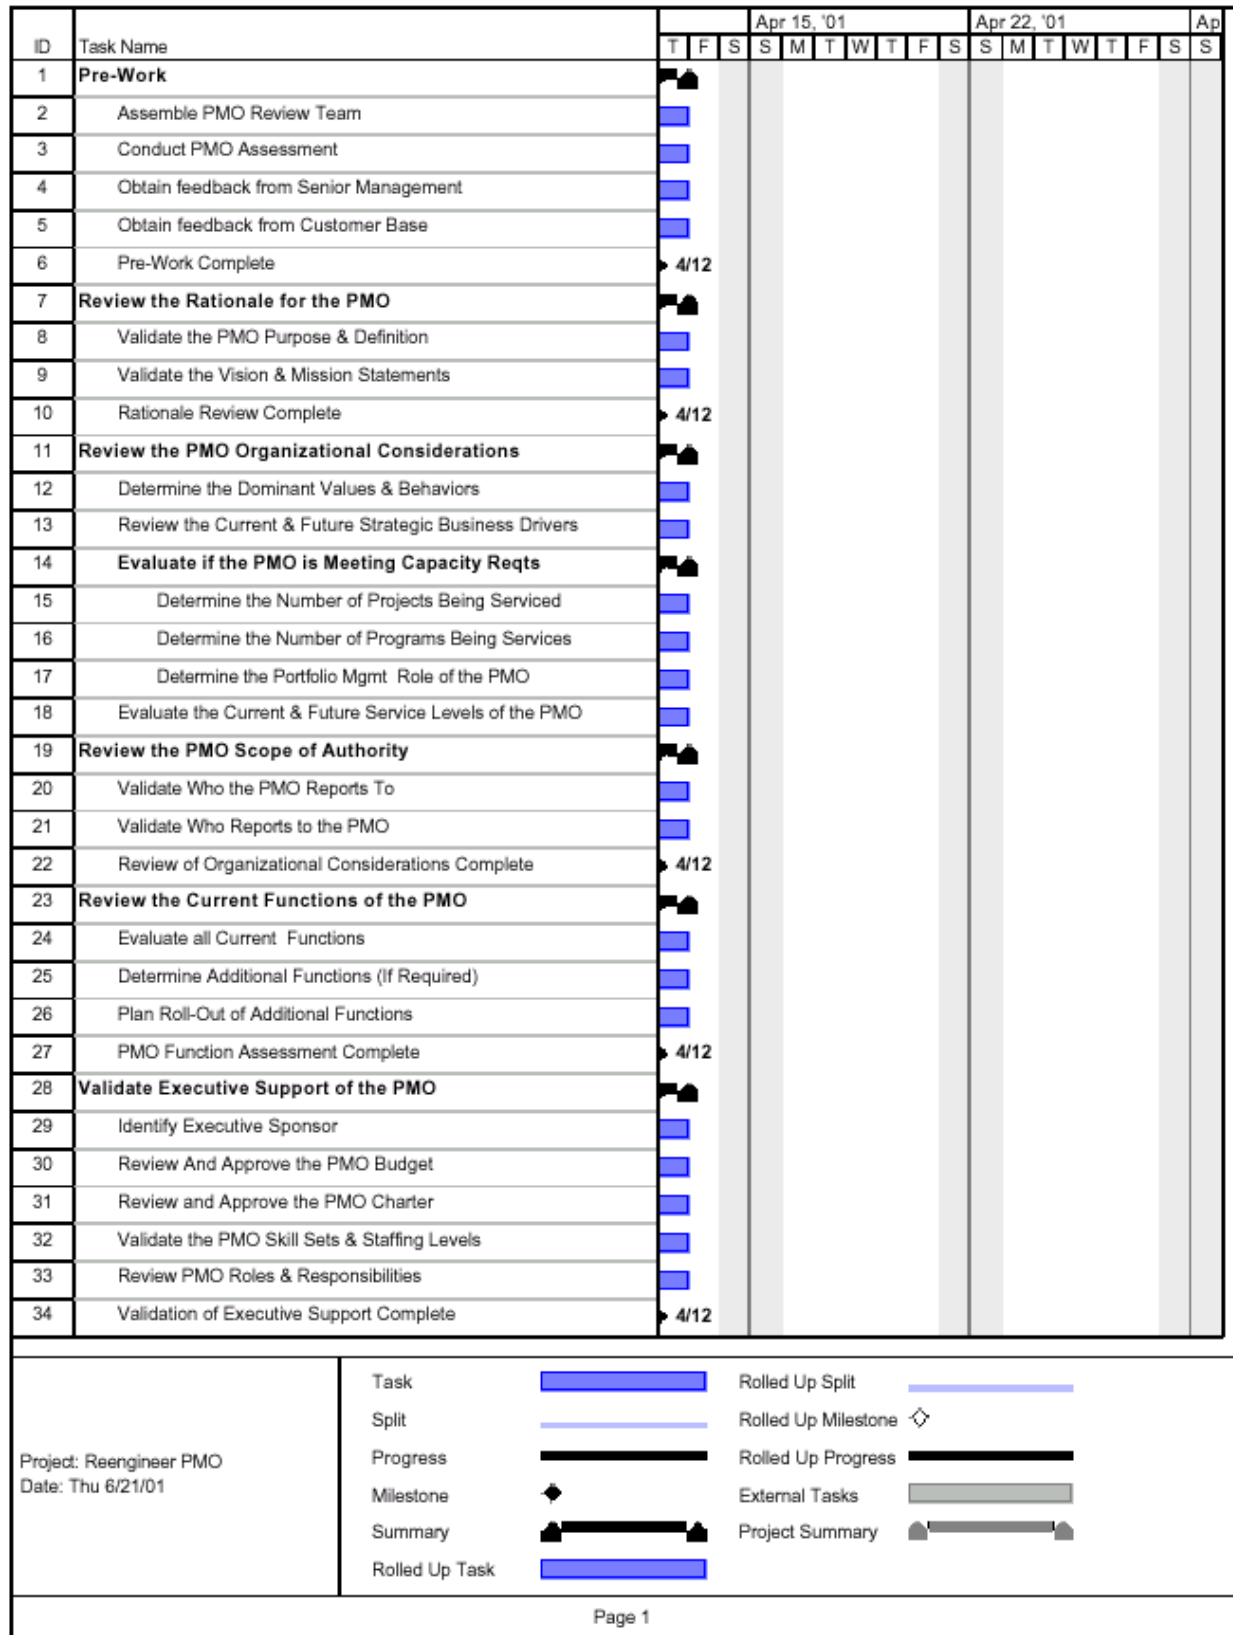 Apr 15, '01 Apr 22, '01 Ap
ID Task Name T F S S M T W T F S S M T W T F S S
1 Pre-Work
2 Assemble PMO Review Team
3 Conduct PMO Assessment
4 Obtain feedback from Senior Management
5 Obtain feedback from Customer Base
6 Pre-Work Complete 4/12
7 Review the Rationale for the PMO
8 Validate the PMO Purpose & Definition
9 Validate the Vision & Mission Statements
10 Rationale Review Complete 4/12
11 Review the PMO Organizational Considerations
12 Determine the Dominant Values & Behaviors
13 Review the Current & Future Strategic Business Drivers
14 Evaluate if the PMO is Meeting Capacity Reqts
15 Determine the Number of Projects Being Serviced
16 Determine the Number of Programs Being Services
17 Determine the Portfolio Mgmt Role of the PMO
18 Evaluate the Current & Future Service Levels of the PMO
19 Review the PMO Scope of Authority
20 Validate Who the PMO Reports To
21 Validate Who Reports to the PMO
22 Review of Organizational Considerations Complete 4/12
23 Review the Current Functions of the PMO
24 Evaluate all Current Functions
25 Determine Additional Functions (If Required)
26 Plan Roll-Out of Additional Functions
27 PMO Function Assessment Complete 4/12
28 Validate Executive Support of the PMO
29 Identify Executive Sponsor
30 Review And Approve the PMO Budget
31 Review and Approve the PMO Charter
32 Validate the PMO Skill Sets & Staffing Levels
33 Review PMO Roles & Responsibilities
34 Validation of Executive Support Complete 4/12
Project: Reengineer PMO
Date: Thu 6/21/01
Task
Split
Progress
Milestone
Summary
Rolled Up Task
Rolled Up Split
Rolled Up Milestone
Rolled Up Progress
External Tasks
Project Summary
Page 1